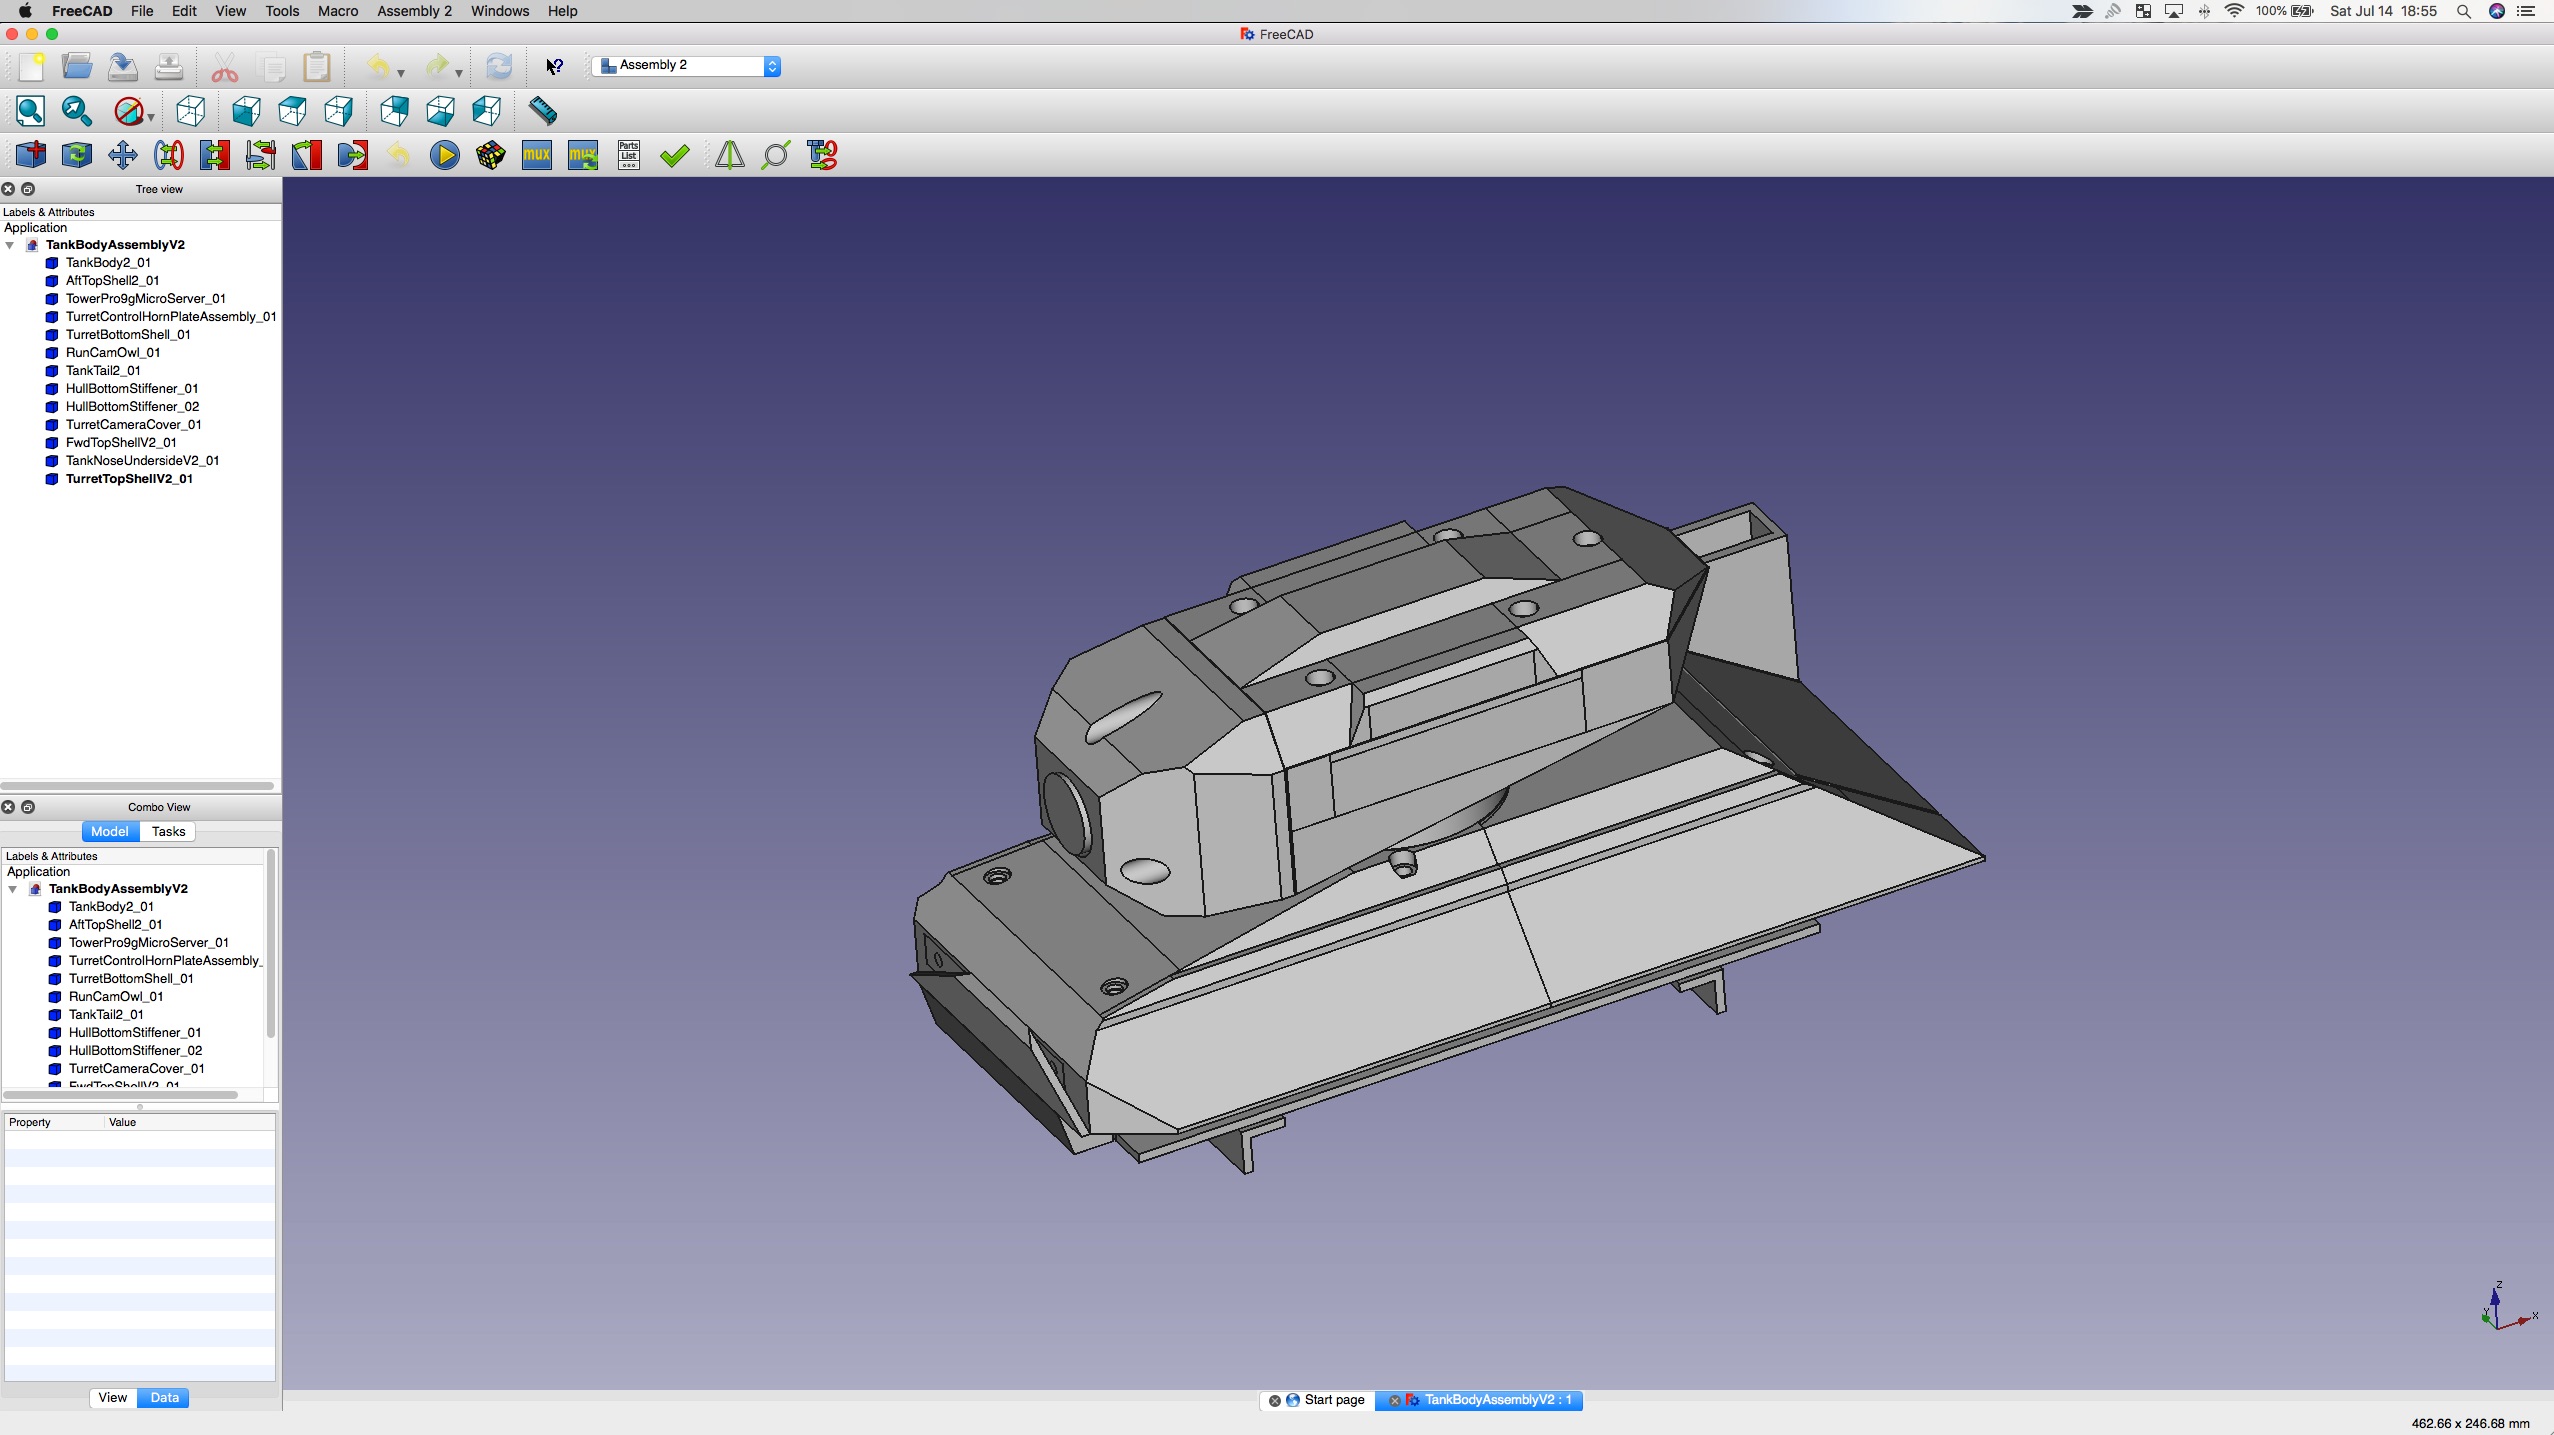 FreeCAD File Edit View Tools Macro Assembly 2 Windows Help 100% Sat Jul 14 18:55
FreeCAD
Assembly 2
mux mux Parts List
Tree view
Labels & Attributes
Application
TankBodyAssemblyV2
TankBody2_01
AftTopShell2_01
TowerPro9gMicroServer_01
TurretControlHornPlateAssembly_01
TurretBottomShell_01
RunCamOwl_01
TankTail2_01
HullBottomStiffener_01
HullBottomStiffener_02
TurretCameraCover_01
FwdTopShellV2_01
TankNoseUndersideV2_01
TurretTopShellV2_01
Combo View
Model Tasks
Labels & Attributes
Application
TankBodyAssemblyV2
TankBody2_01
AftTopShell2_01
TowerPro9gMicroServer_01
TurretControlHornPlateAssembly_
TurretBottomShell_01
RunCamOwl_01
TankTail2_01
HullBottomStiffener_01
HullBottomStiffener_02
TurretCameraCover_01
FwdTopShellV2_01
Property Value
View Data
Z
Y X
Start page TankBodyAssemblyV2 : 1
462.66 x 246.68 mm